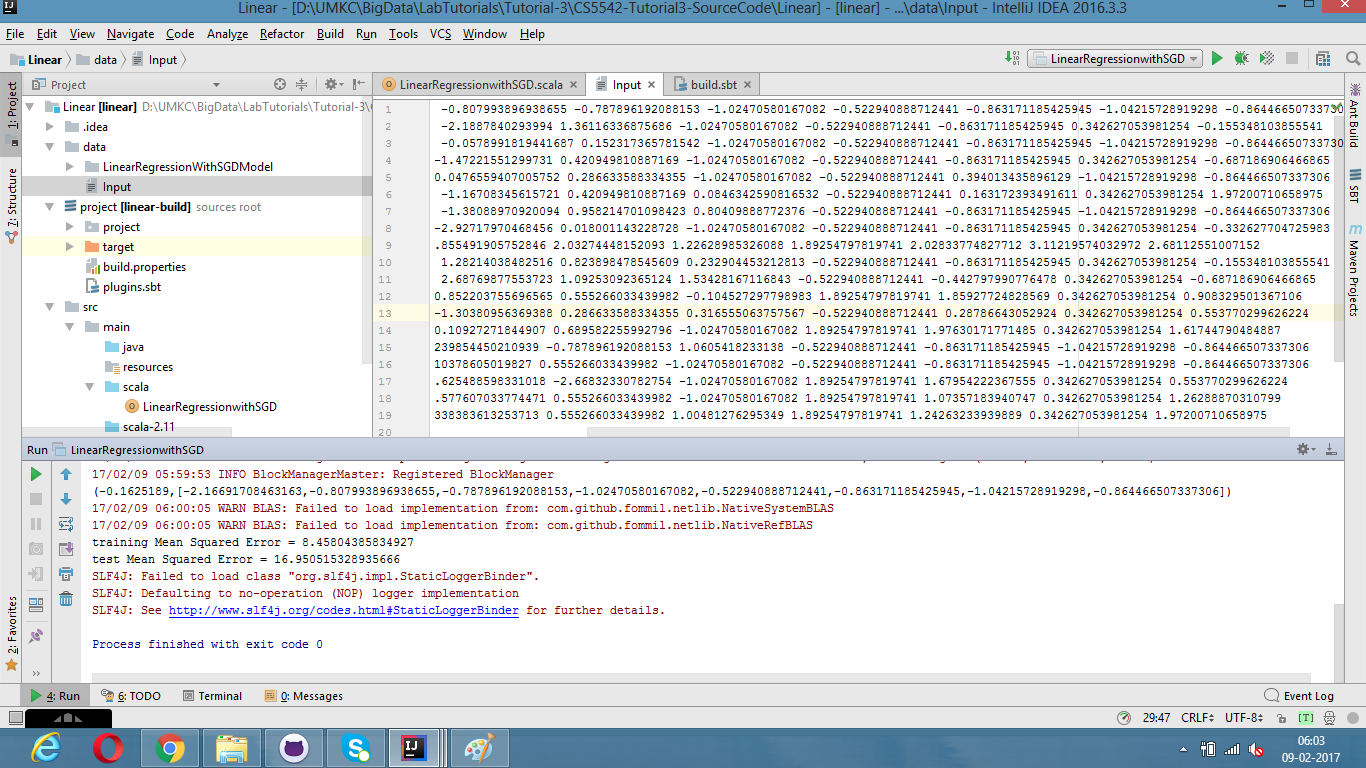 Linear - [D:\UMKC\BigData\LabTutorials\Tutorial-3\CS5542-Tutorial3-SourceCode\Linear] - [linear] - ...\data\Input - IntelliJ IDEA 2016.3.3
File Edit View Navigate Code Analyze Refactor Build Run Tools VCS Window Help
Linear data Input LinearRegressionwithSGD
Project LinearRegressionwithSGD.scala Input build.sbt
1: Project
7: Structure
2: Favorites
Linear [linear] D:\UMKC\BigData\LabTutorials\Tutorial-3\
.idea
data
LinearRegressionWithSGDModel
Input
project [linear-build] sources root
project
target
build.properties
plugins.sbt
src
main
java
resources
scala
LinearRegressionwithSGD
scala-2.11
1 -0.807993896938655 -0.787896192088153 -1.02470580167082 -0.522940888712441 -0.863171185425945 -1.04215728919298 -0.86446650733730
2 -2.1887840293994 1.36116336875686 -1.02470580167082 -0.522940888712441 -0.863171185425945 0.342627053981254 -0.155348103855541
3 -0.0578991819441687 0.152317365781542 -1.02470580167082 -0.522940888712441 -0.863171185425945 -1.04215728919298 -0.86446650733730
4 -1.47221551299731 0.420949810887169 -1.02470580167082 -0.522940888712441 -0.863171185425945 0.342627053981254 -0.687186906466865
5 0.0476559407005752 0.286633588334355 -1.02470580167082 -0.522940888712441 0.394013435896129 -1.04215728919298 -0.864466507337306
6 -1.16708345615721 0.420949810887169 0.0846342590816532 -0.522940888712441 0.163172393491611 0.342627053981254 1.97200710658975
7 -1.38088970920094 0.958214701098423 0.80409888772376 -0.522940888712441 -0.863171185425945 -1.04215728919298 -0.864466507337306
8 -2.92717970468456 0.018001143228728 -1.02470580167082 -0.522940888712441 -0.863171185425945 0.342627053981254 -0.332627704725983
9 .855491905752846 2.03274448152093 1.22628985326088 1.89254797819741 2.02833774827712 3.11219574032972 2.68112551007152
10 1.28214038482516 0.823898478545609 0.232904453212813 -0.522940888712441 -0.863171185425945 0.342627053981254 -0.155348103855541
11 2.68769877553723 1.09253092365124 1.53428167116843 -0.522940888712441 -0.442797990776478 0.342627053981254 -0.687186906466865
12 0.852203755696565 0.555266033439982 -0.104527297798983 1.89254797819741 1.85927724828569 0.342627053981254 0.908329501367106
13 -1.30380956369388 0.286633588334355 0.316555063757567 -0.522940888712441 0.28786643052924 0.342627053981254 0.553770299626224
14 0.10927271844907 0.689582255992796 -1.02470580167082 1.89254797819741 1.97630171771485 0.342627053981254 1.61744790484887
15 239854450210939 -0.787896192088153 1.0605418233138 -0.522940888712441 -0.863171185425945 -1.04215728919298 -0.864466507337306
16 10378605019827 0.555266033439982 -1.02470580167082 -0.522940888712441 -0.863171185425945 -1.04215728919298 -0.864466507337306
17 .625488598331018 -2.66832330782754 -1.02470580167082 1.89254797819741 1.67954222367555 0.342627053981254 0.553770299626224
18 .577607033774471 0.555266033439982 -1.02470580167082 1.89254797819741 1.07357183940747 0.342627053981254 1.26288870310799
19 338383613253713 0.555266033439982 1.00481276295349 1.89254797819741 1.24263233939889 0.342627053981254 1.97200710658975
20
Ant Build
SBT
Maven Projects
Run LinearRegressionwithSGD
17/02/09 05:59:53 INFO BlockManagerMaster: Registered BlockManager
(-0.1625189,[-2.16691708463163,-0.807993896938655,-0.787896192088153,-1.02470580167082,-0.522940888712441,-0.863171185425945,-1.04215728919298,-0.864466507337306])
17/02/09 06:00:05 WARN BLAS: Failed to load implementation from: com.github.fommil.netlib.NativeSystemBLAS
17/02/09 06:00:05 WARN BLAS: Failed to load implementation from: com.github.fommil.netlib.NativeRefBLAS
training Mean Squared Error = 8.45804385834927
test Mean Squared Error = 16.950515328935666
SLF4J: Failed to load class "org.slf4j.impl.StaticLoggerBinder".
SLF4J: Defaulting to no-operation (NOP) logger implementation
SLF4J: See http://www.slf4j.org/codes.html#StaticLoggerBinder for further details.
Process finished with exit code 0
4: Run 6: TODO Terminal 0: Messages Event Log
29:47 CRLF UTF-8 [T]
06:03
09-02-2017